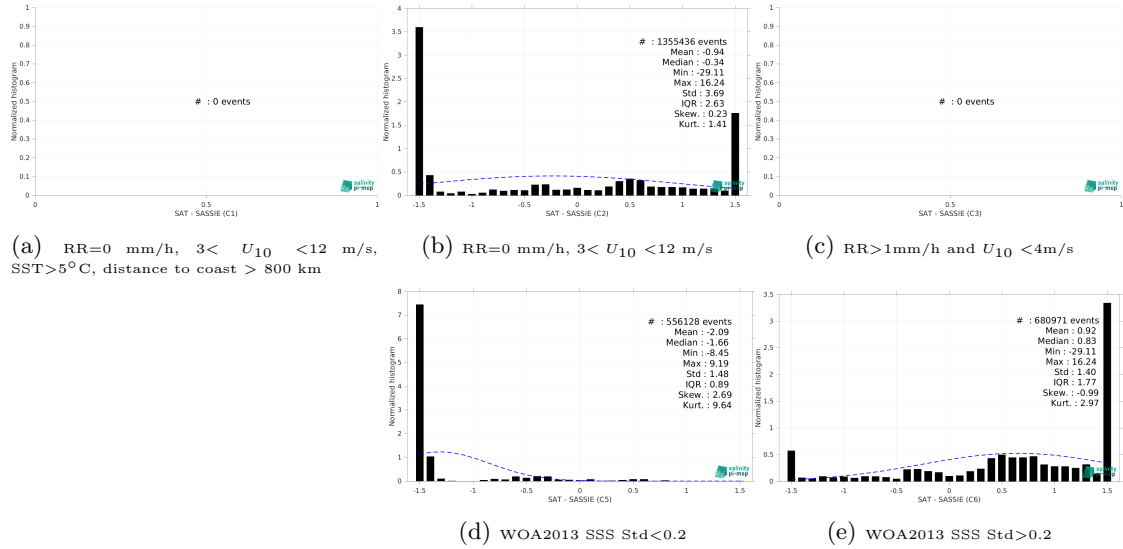 1
0.9
0.8
0.7
0.6
0.5
0.4
0.3
0.2
0.1
0
Normalized histogram
# : 0 events
salinity
pi-mep
0 0.5 1
SAT - SASSIE (C1)
(a) RR=0 mm/h, 3< U10 <12 m/s,
SST>5°C, distance to coast > 800 km
4
3.5
3
2.5
2
1.5
1
0.5
0
Normalized histogram
# : 1355436 events
Mean : -0.94
Median : -0.34
Min : -29.11
Max : 16.24
Std : 3.69
IQR : 2.63
Skew. : 0.23
Kurt. : 1.41
salinity
pi-mep
-1.5 -1 -0.5 0 0.5 1 1.5
SAT - SASSIE (C2)
(b) RR=0 mm/h, 3< U10 <12 m/s
1
0.9
0.8
0.7
0.6
0.5
0.4
0.3
0.2
0.1
0
Normalized histogram
# : 0 events
salinity
pi-mep
0 0.5 1
SAT - SASSIE (C3)
(c) RR>1mm/h and U10 <4m/s
8
7
6
5
4
3
2
1
0
Normalized histogram
# : 556128 events
Mean : -2.09
Median : -1.66
Min : -8.45
Max : 9.19
Std : 1.48
IQR : 0.89
Skew. : 2.69
Kurt. : 9.64
salinity
pi-mep
-1.5 -1 -0.5 0 0.5 1 1.5
SAT - SASSIE (C5)
(d) WOA2013 SSS Std<0.2
3.5
3
2.5
2
1.5
1
0.5
0
Normalized histogram
# : 680971 events
Mean : 0.92
Median : 0.83
Min : -29.11
Max : 16.24
Std : 1.40
IQR : 1.77
Skew. : -0.99
Kurt. : 2.97
salinity
pi-mep
-1.5 -1 -0.5 0 0.5 1 1.5
SAT - SASSIE (C6)
(e) WOA2013 SSS Std>0.2